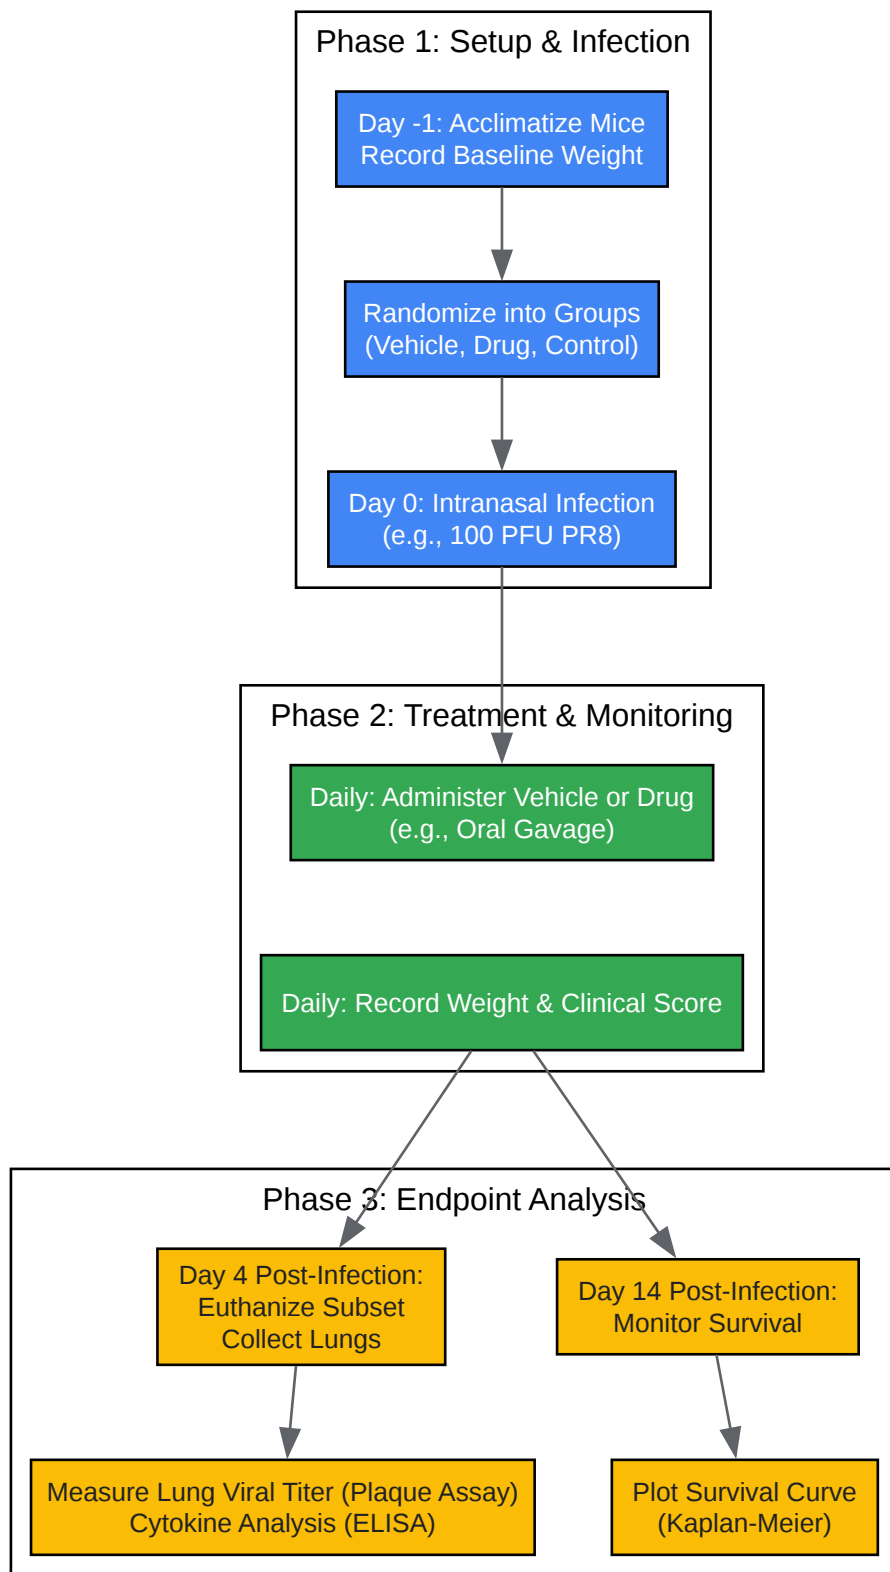 Phase 1: Setup & Infection
Day -1: Acclimatize Mice
Record Baseline Weight
Randomize into Groups
(Vehicle, Drug, Control)
Day 0: Intranasal Infection
(e.g., 100 PFU PR8)
Phase 2: Treatment & Monitoring
Daily: Administer Vehicle or Drug
(e.g., Oral Gavage)
Daily: Record Weight & Clinical Score
Phase 3: Endpoint Analysis
Day 4 Post-Infection:
Euthanize Subset
Collect Lungs
Day 14 Post-Infection:
Monitor Survival
Measure Lung Viral Titer (Plaque Assay)
Cytokine Analysis (ELISA)
Plot Survival Curve
(Kaplan-Meier)